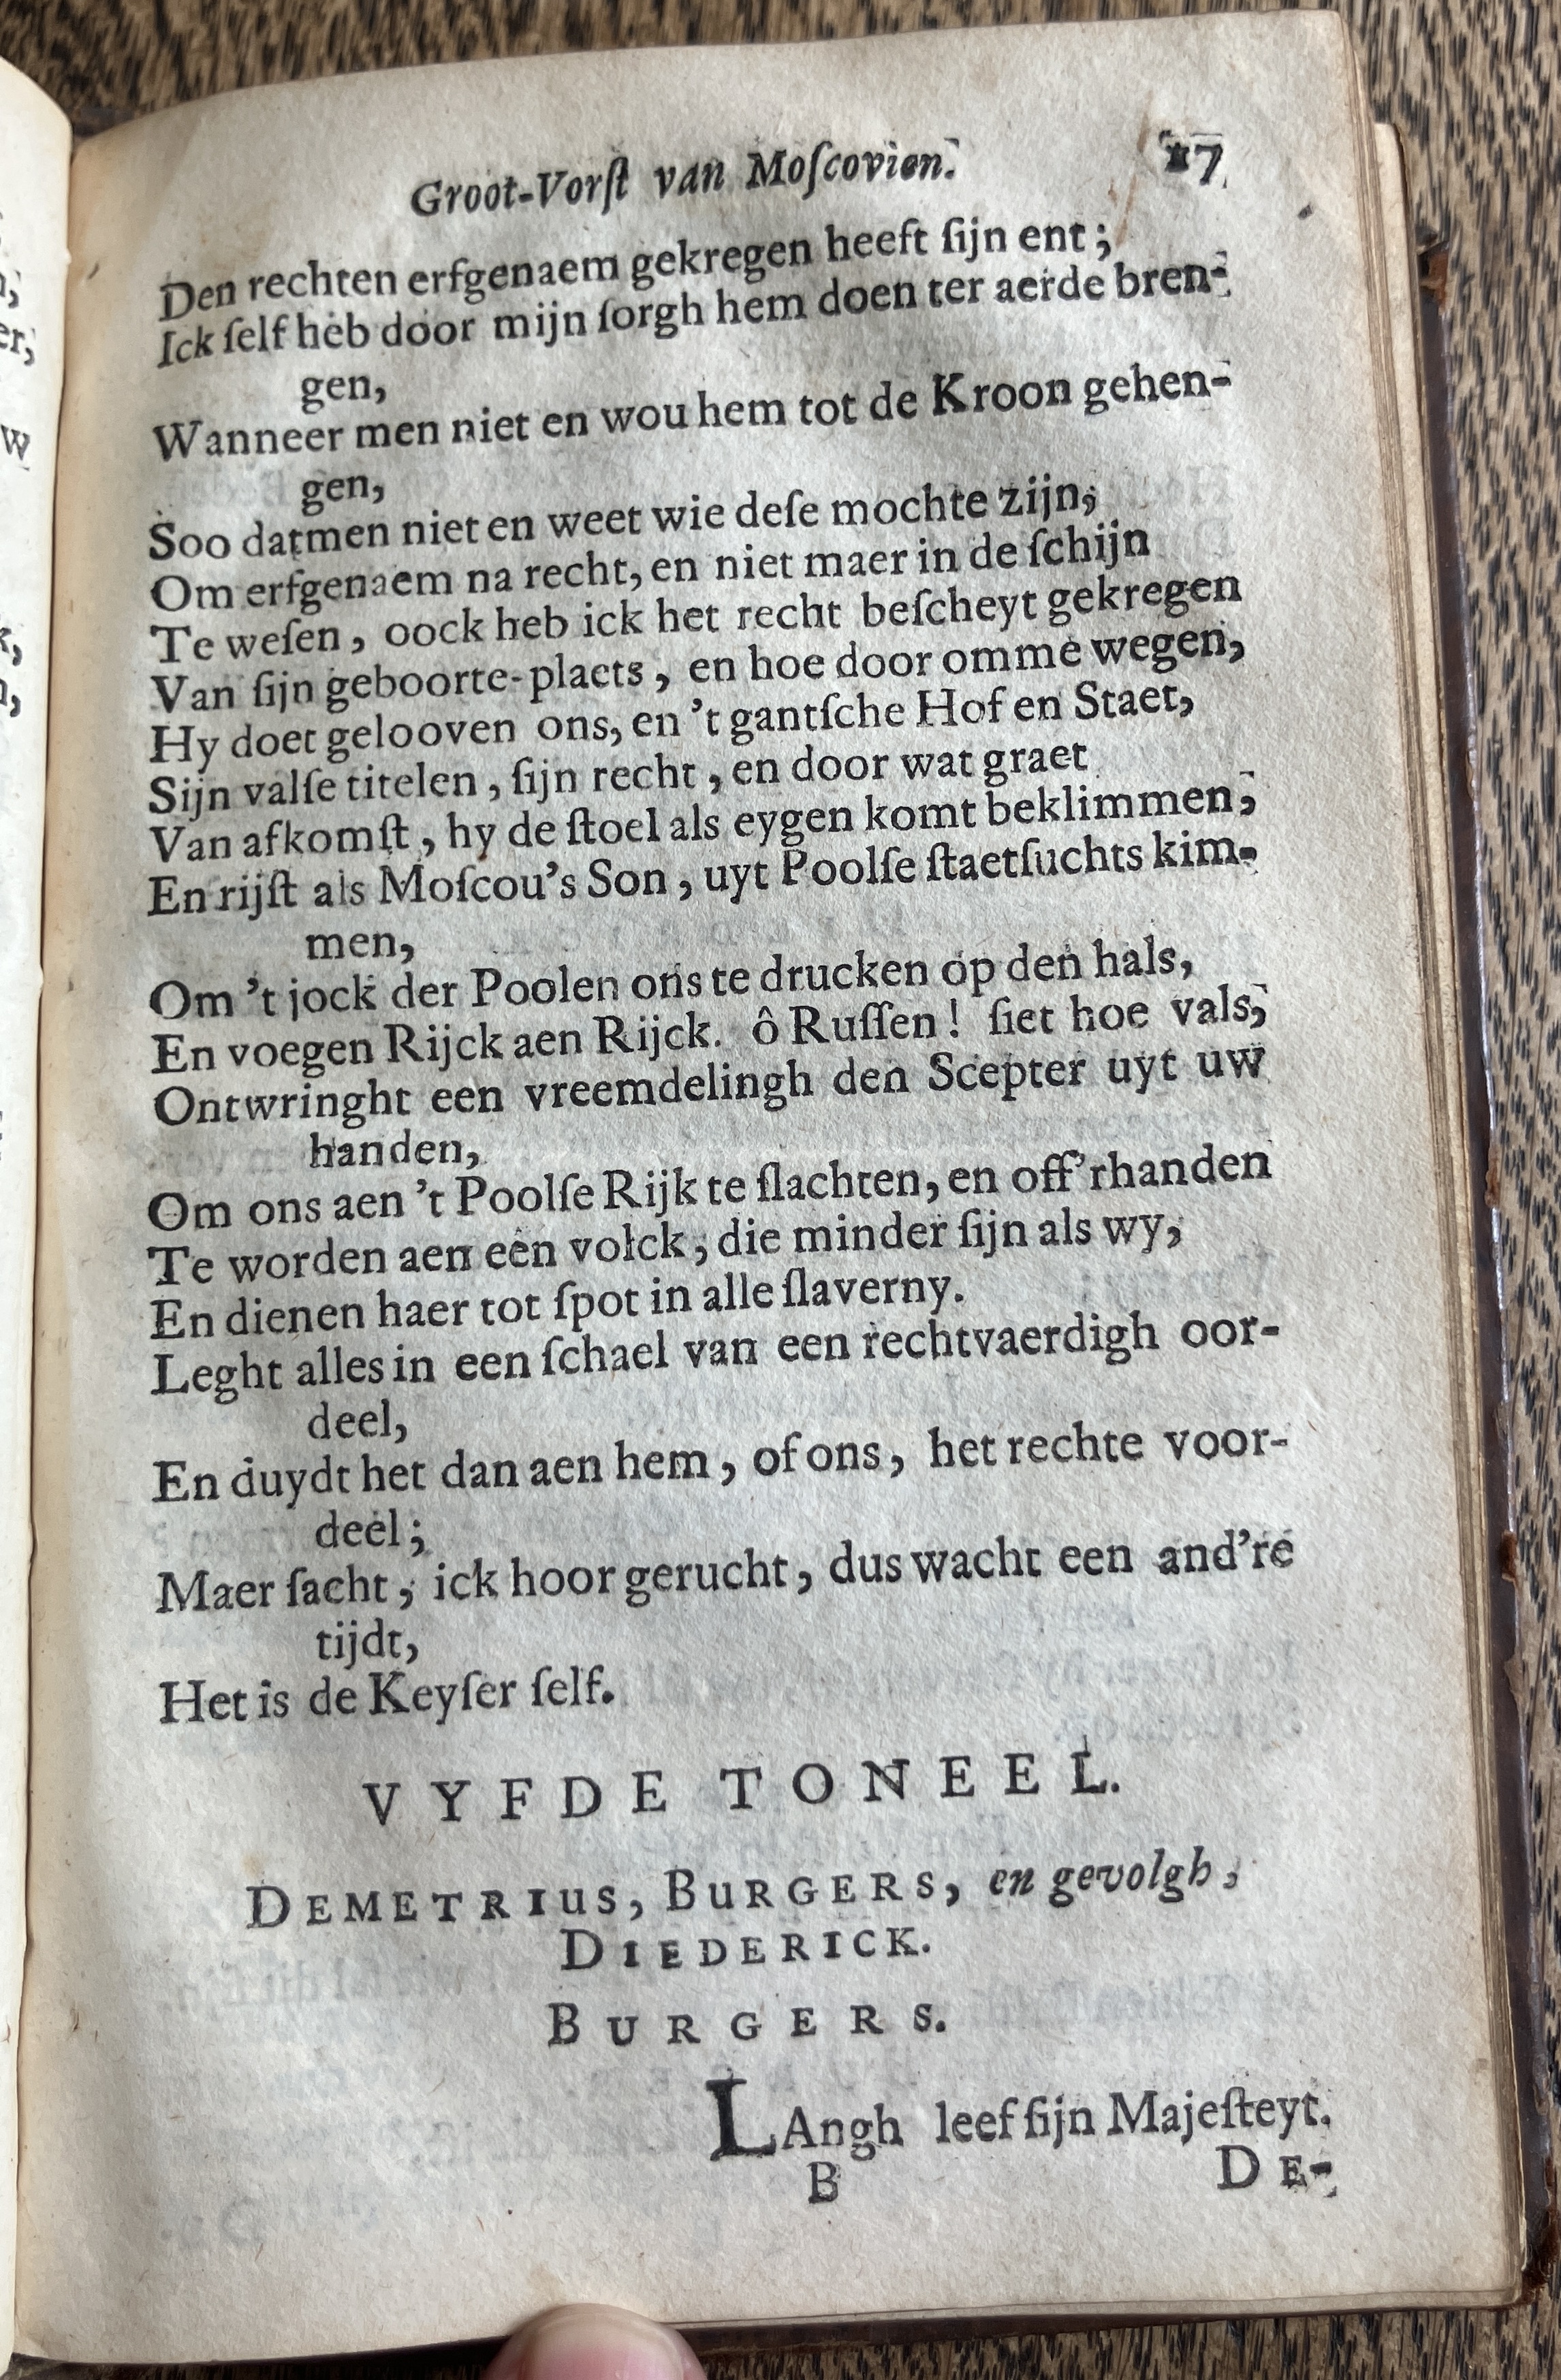 Groot-Vorſt van Moſcovien. 17
Den rechten erfgenaem gekregen heeft ſijn ent;
Ick ſelf heb door mijn ſorgh hem doen ter aerde bren-
gen,
Wanneer men niet en wou hem tot de Kroon gehen-
gen,
Soo datmen niet en weet wie deſe mochte zijn;
Om erfgenaem na recht, en niet maer in de ſchijn
Te weſen, oock heb ick het recht beſcheyt gekregen
Van ſijn geboorte-plaets, en hoe door omme wegen,
Hy doet gelooven ons, en 't gantſche Hof en Staet,
Sijn valſe titelen, ſijn recht, en door wat graet
Van afkomſt, hy de ſtoel als eygen komt beklimmen,
En rijſt als Moſcou's Son, uyt Poolſe ſtaetſuchts kim-
men,
Om 't jock der Poolen ons te drucken op den hals,
En voegen Rijck aen Rijck. ô Ruſſen! ſiet hoe vals,
Ontwringht een vreemdelingh den Scepter uyt uw
handen,
Om ons aen 't Poolſe Rijk te ſlachten, en off'rhanden
Te worden aen een volck, die minder ſijn als wy,
En dienen haer tot ſpot in alle ſlaverny.
Leght alles in een ſchael van een rechtvaerdigh oor-
deel,
En duydt het dan aen hem, of ons, het rechte voor-
deel;
Maer ſacht, ick hoor gerucht, dus wacht een and're
tijdt,
Het is de Keyſer ſelf.
VYFDE TONEEL.
DEMETRIUS, BURGERS, en gevolgh,
DIEDERICK.
BURGERS.
LAngh leef ſijn Majeſteyt.
B DE-